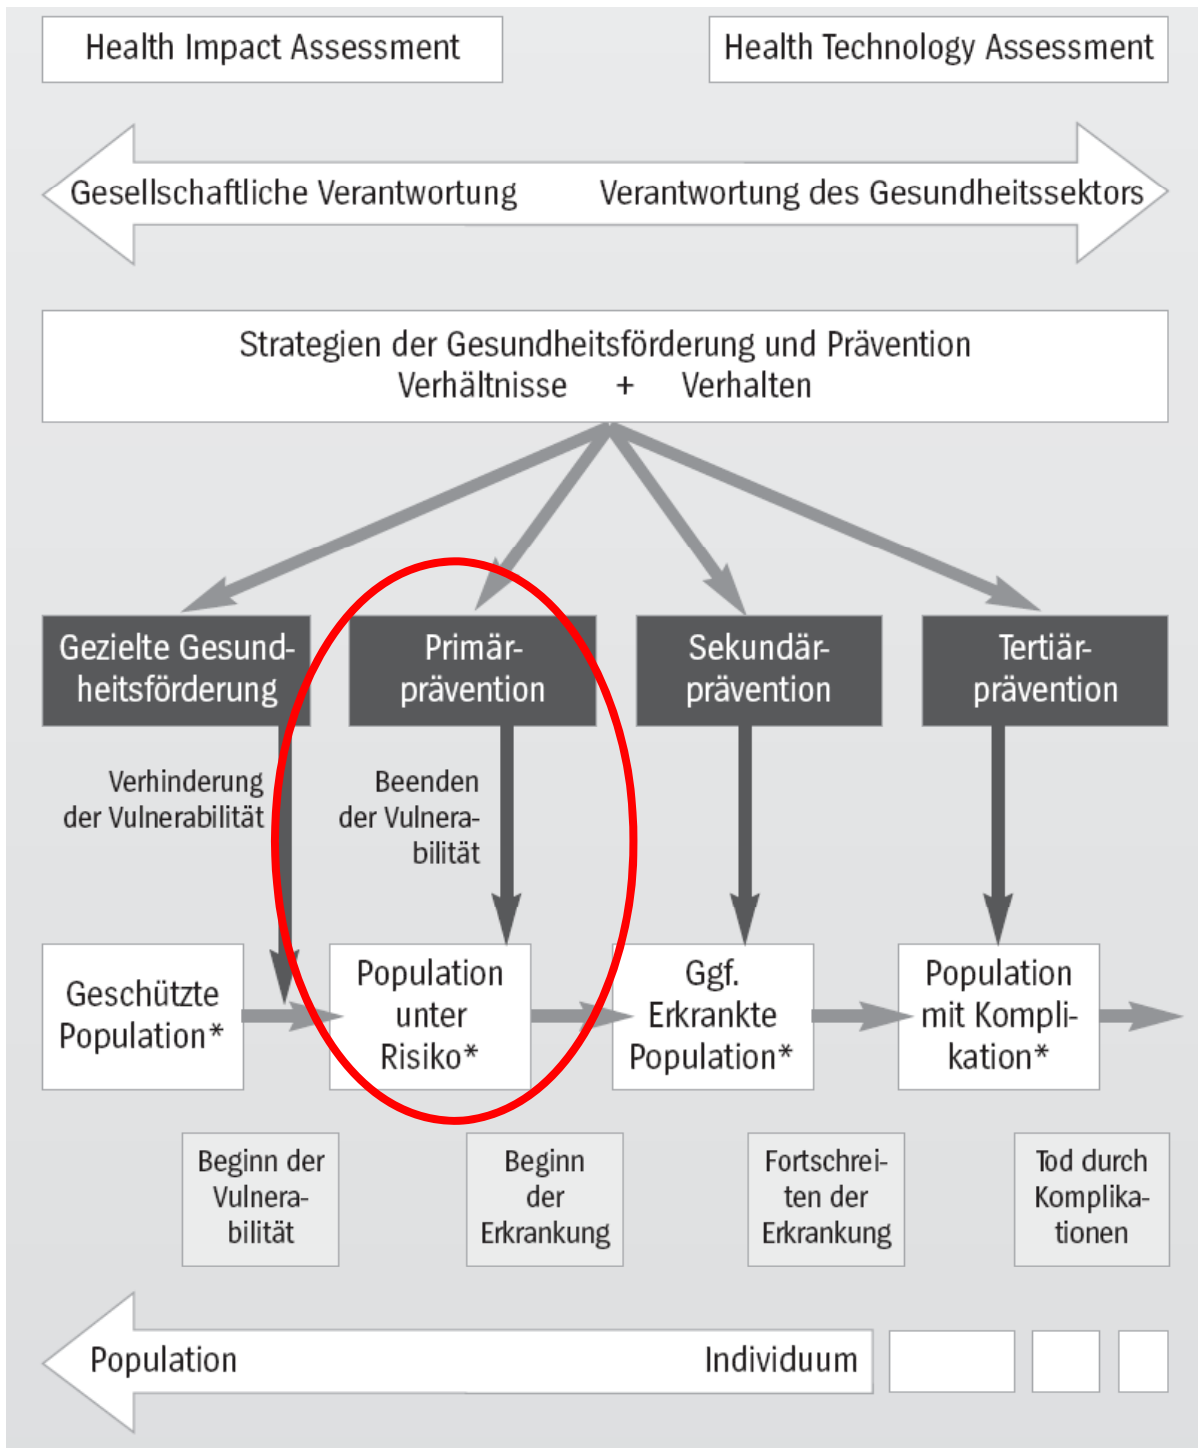 Health Impact Assessment
Health Technology Assessment
Gesellschaftliche Verantwortung
Verantwortung des Gesundheitssektors
Strategien der Gesundheitsförderung und Prävention
Verhältnisse + Verhalten
Gezielte Gesund-
heitsförderung
Primär-
prävention
Sekundär-
prävention
Tertiär-
prävention
Verhinderung
der Vulnerabilität
Beenden
der Vulnera-
bilität
Geschützte
Population*
Population
unter
Risiko*
Ggf.
Erkrankte
Population*
Population
mit Kompli-
kation*
Beginn der
Vulnera-
bilität
Beginn
der
Erkrankung
Fortschrei-
ten der
Erkrankung
Tod durch
Komplika-
tionen
Population
Individuum